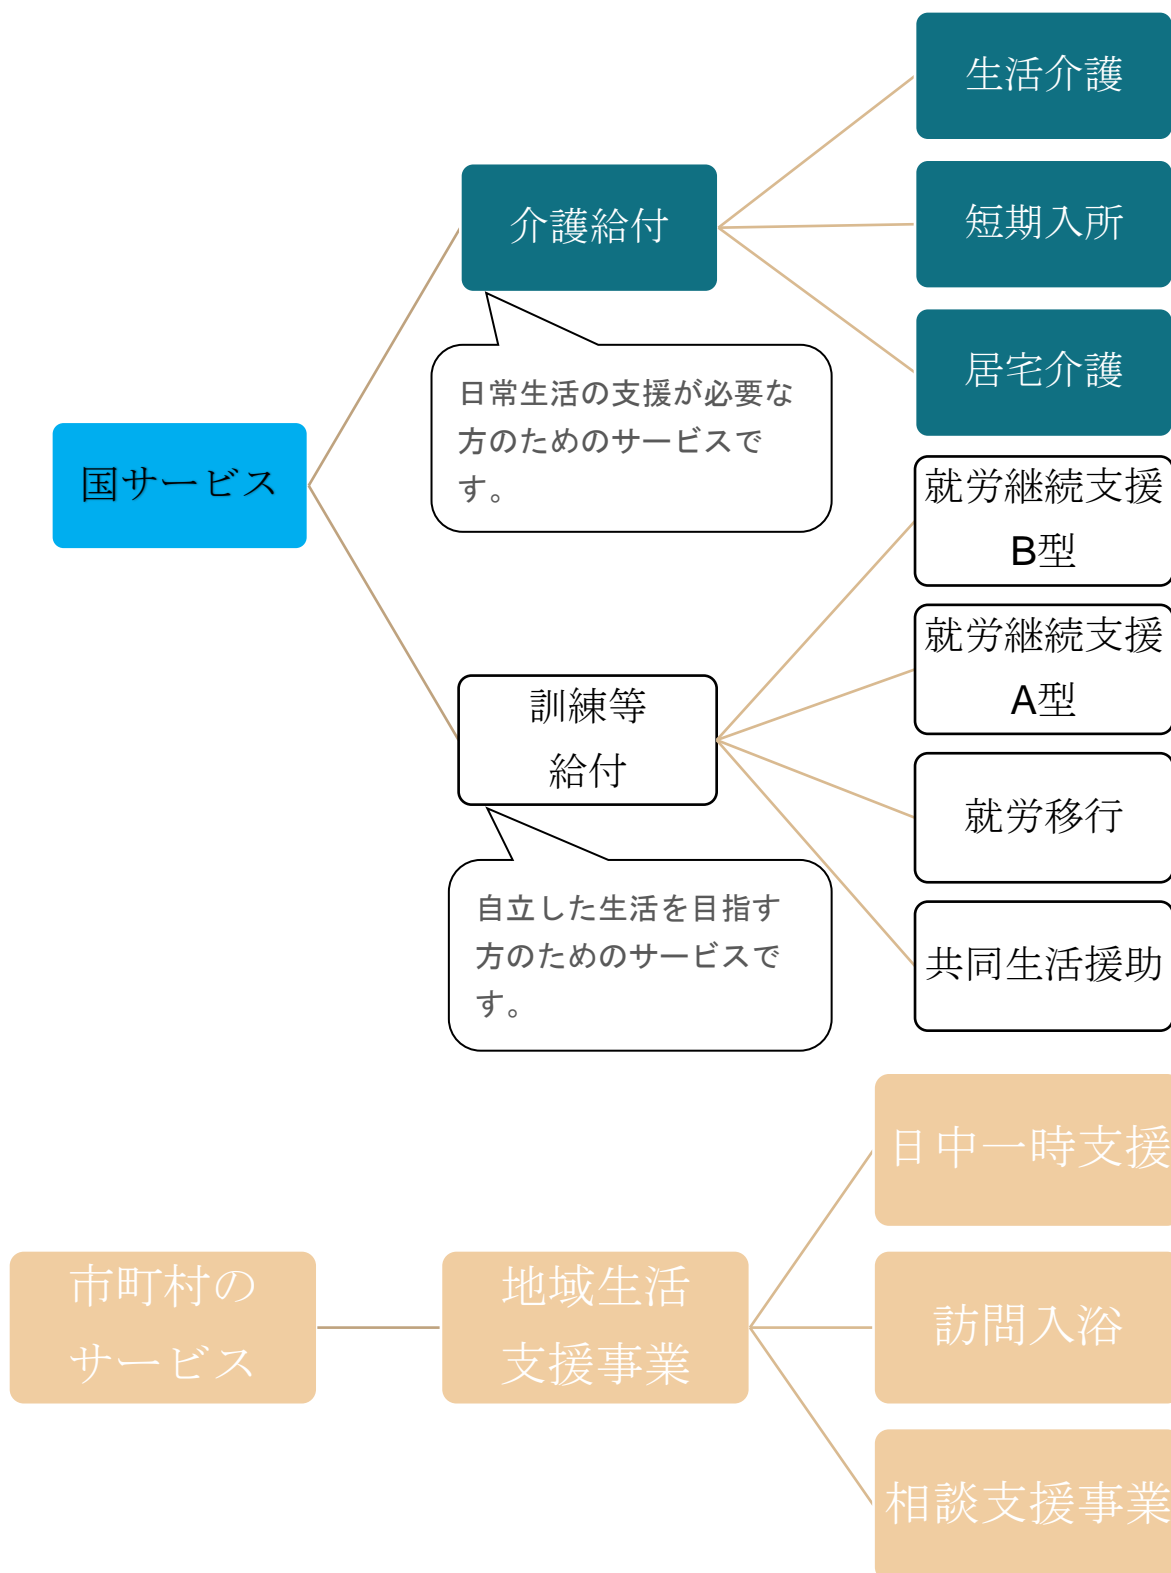 国サービス
介護給付
日常生活の支援が必要な
方のためのサービスで
す。
生活介護
短期入所
居宅介護
訓練等
給付
自立した生活を目指す
方のためのサービスで
す。
就労継続支援
B型
就労継続支援
A型
就労移行
共同生活援助
市町村の
サービス
地域生活
支援事業
日中一時支援
訪問入浴
相談支援事業